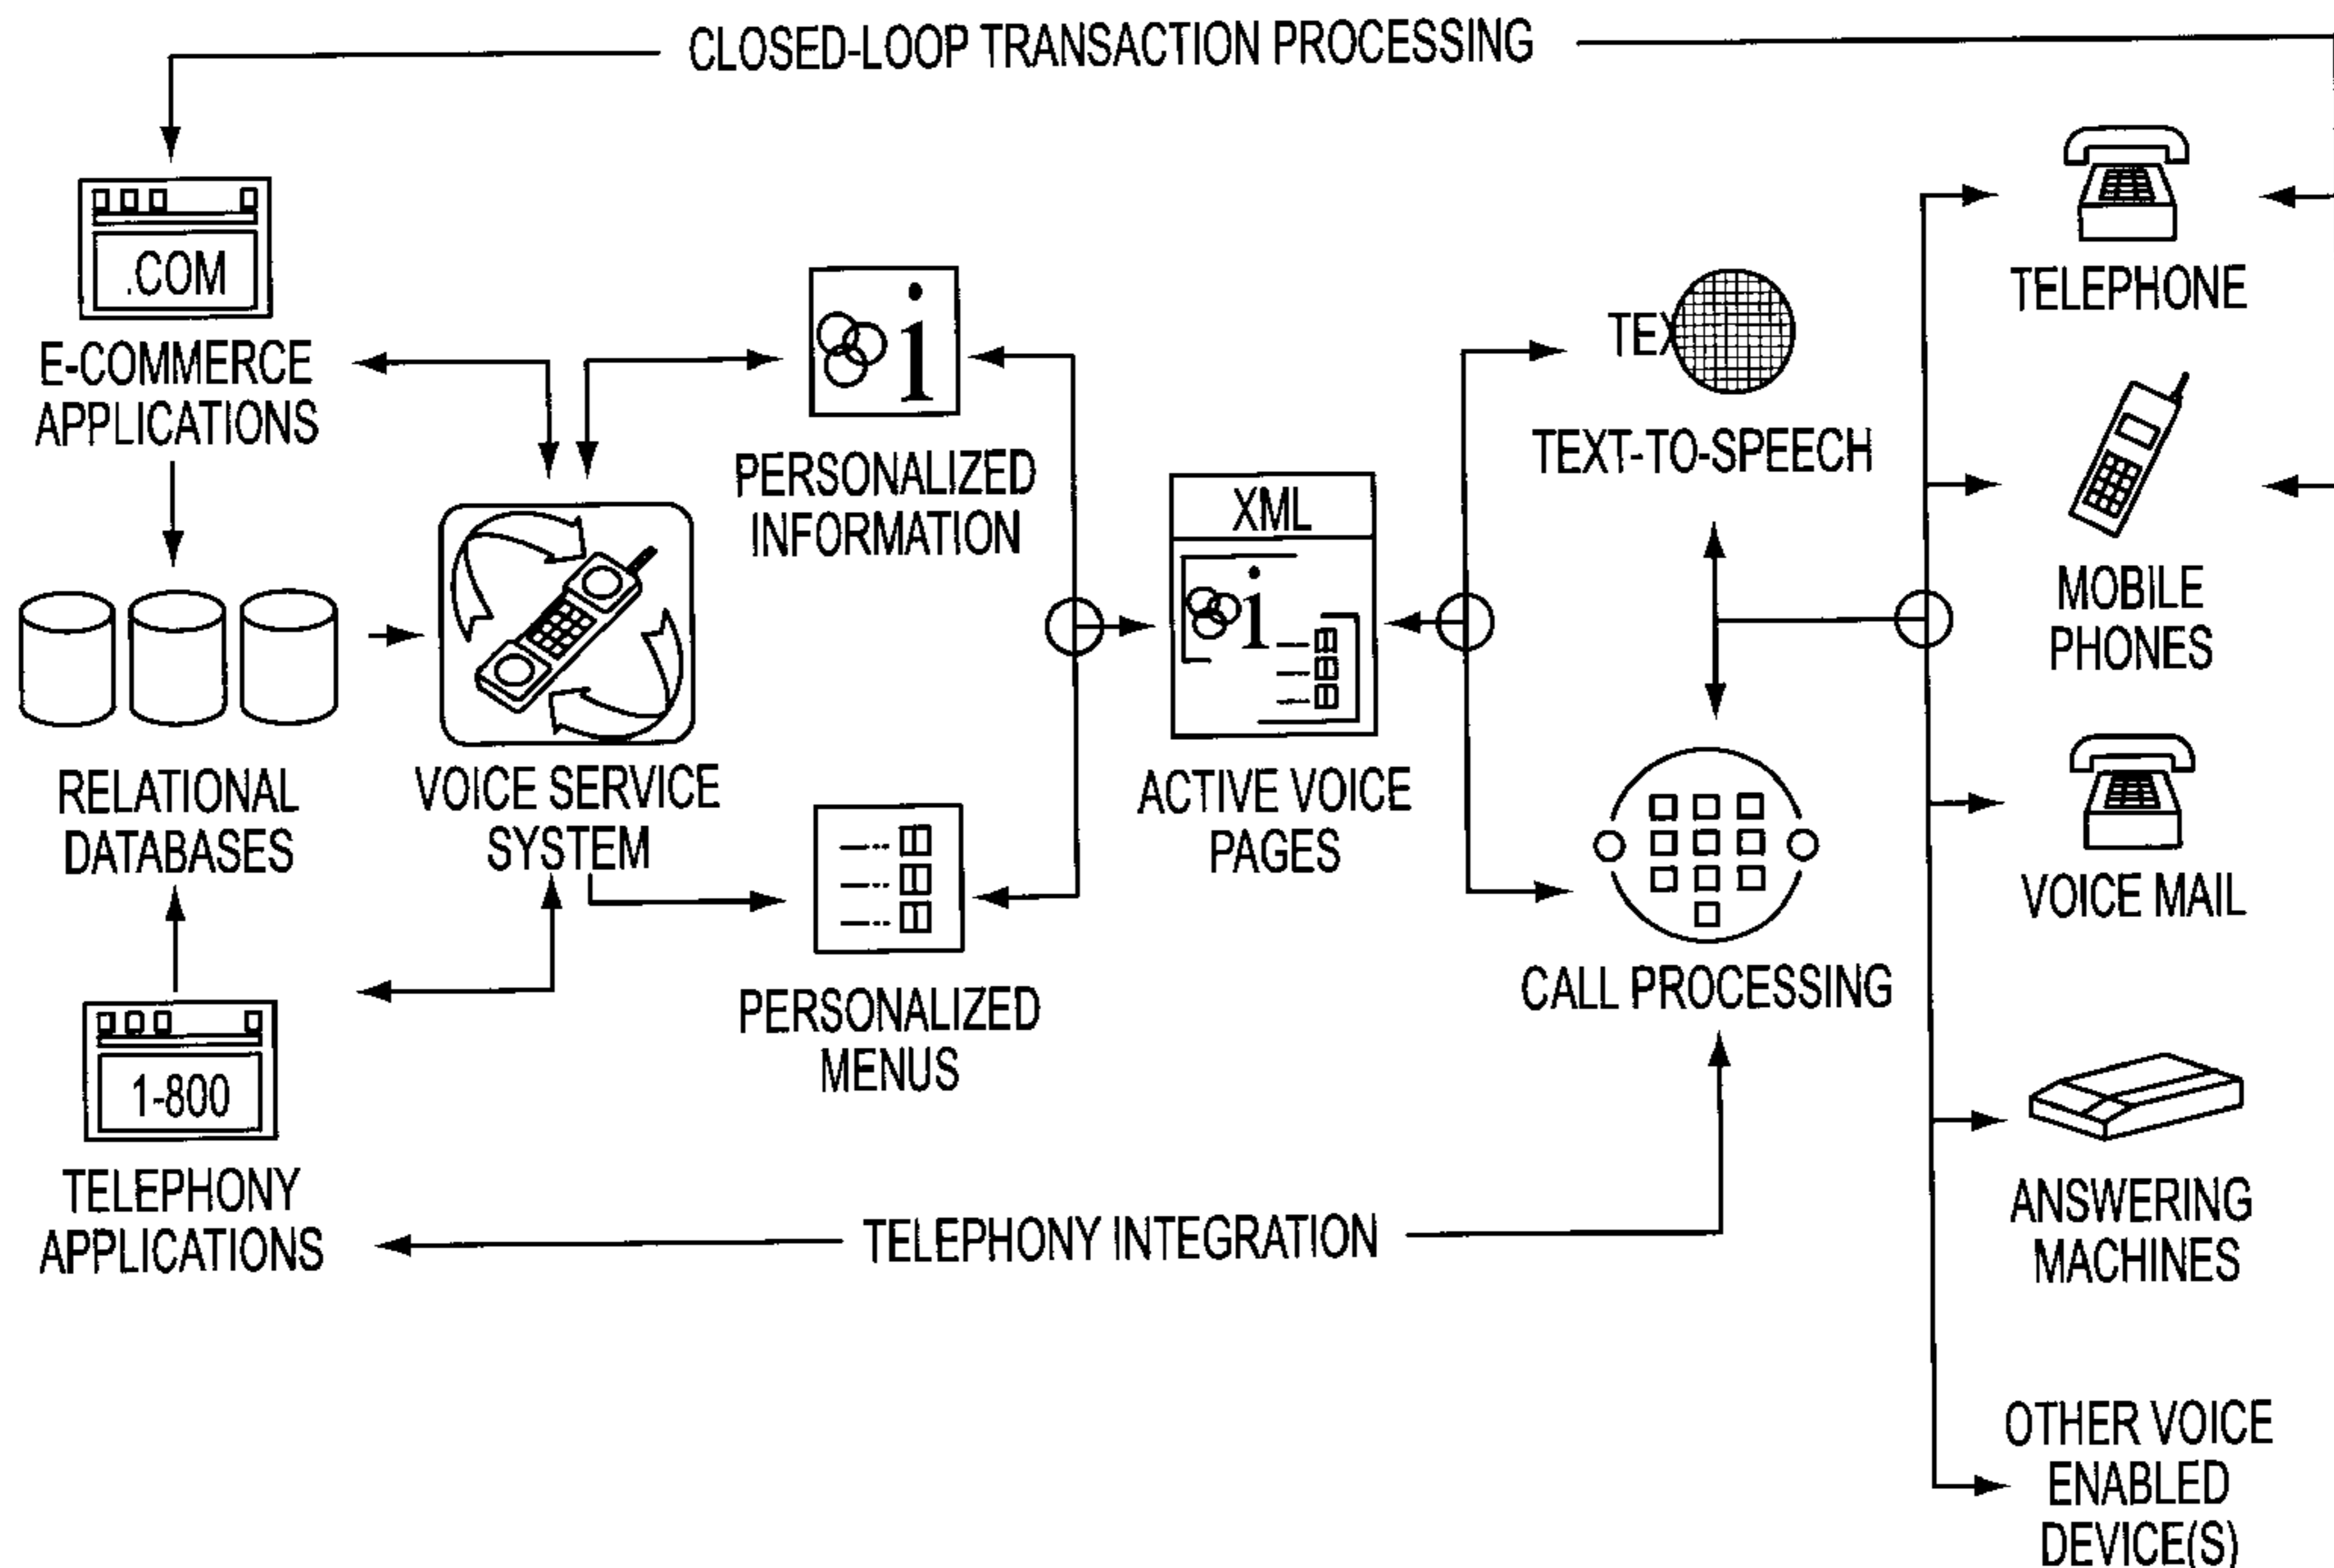 CLOSED-LOOP TRANSACTION PROCESSING
.COM
E-COMMERCE
APPLICATIONS
PERSONALIZED
INFORMATION
i
TEX
TEXT-TO-SPEECH
TELEPHONE
XML
i
MOBILE
PHONES
RELATIONAL
DATABASES
VOICE SERVICE
SYSTEM
ACTIVE VOICE
PAGES
VOICE MAIL
CALL PROCESSING
PERSONALIZED
MENUS
1-800
TELEPHONY
APPLICATIONS
TELEPHONY INTEGRATION
ANSWERING
MACHINES
OTHER VOICE
ENABLED
DEVICE(S)